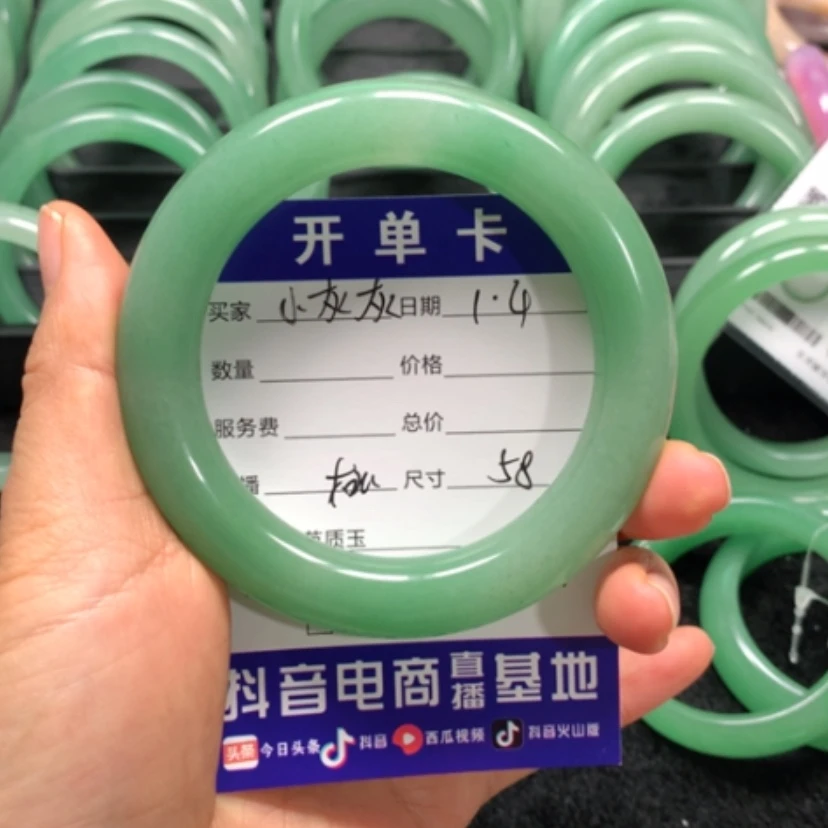 开单卡
买家 小灰灰 日期 1·4
数量 价格
服务费 总价
播 尺寸 58
质玉
抖音电商直播基地
头条 今日头条 抖音 西瓜视频 抖音火山版